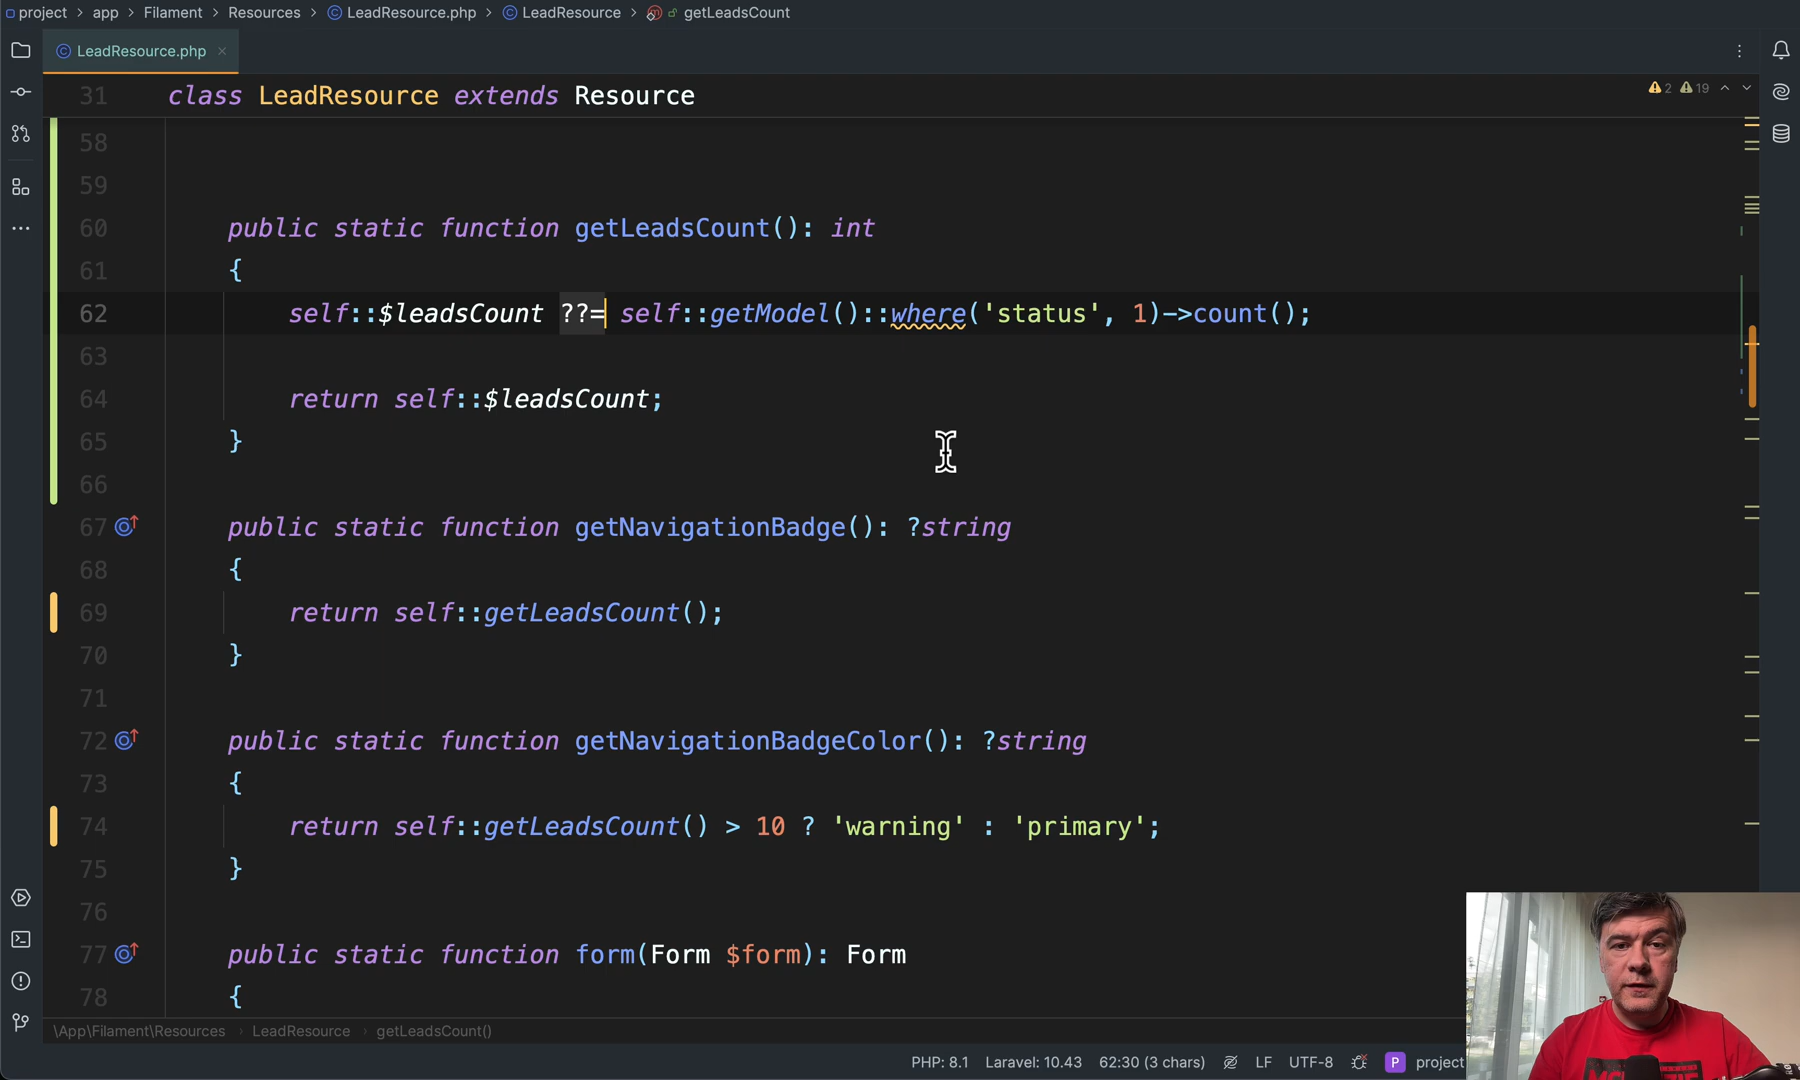 project > app > Filament > Resources > LeadResource.php > LeadResource > getLeadsCount
LeadResource.php
31 class LeadResource extends Resource
2 19
58
59
60 public static function getLeadsCount(): int
61 {
62 self::$leadsCount ??= self::getModel()::where('status', 1)->count();
63
64 return self::$leadsCount;
65 }
66
67 public static function getNavigationBadge(): ?string
68 {
69 return self::getLeadsCount();
70 }
71
72 public static function getNavigationBadgeColor(): ?string
73 {
74 return self::getLeadsCount() > 10 ? 'warning' : 'primary';
75 }
76
77 public static function form(Form $form): Form
78 {
\App\Filament\Resources › LeadResource › getLeadsCount()
PHP: 8.1 Laravel: 10.43 62:30 (3 chars) LF UTF-8 P project